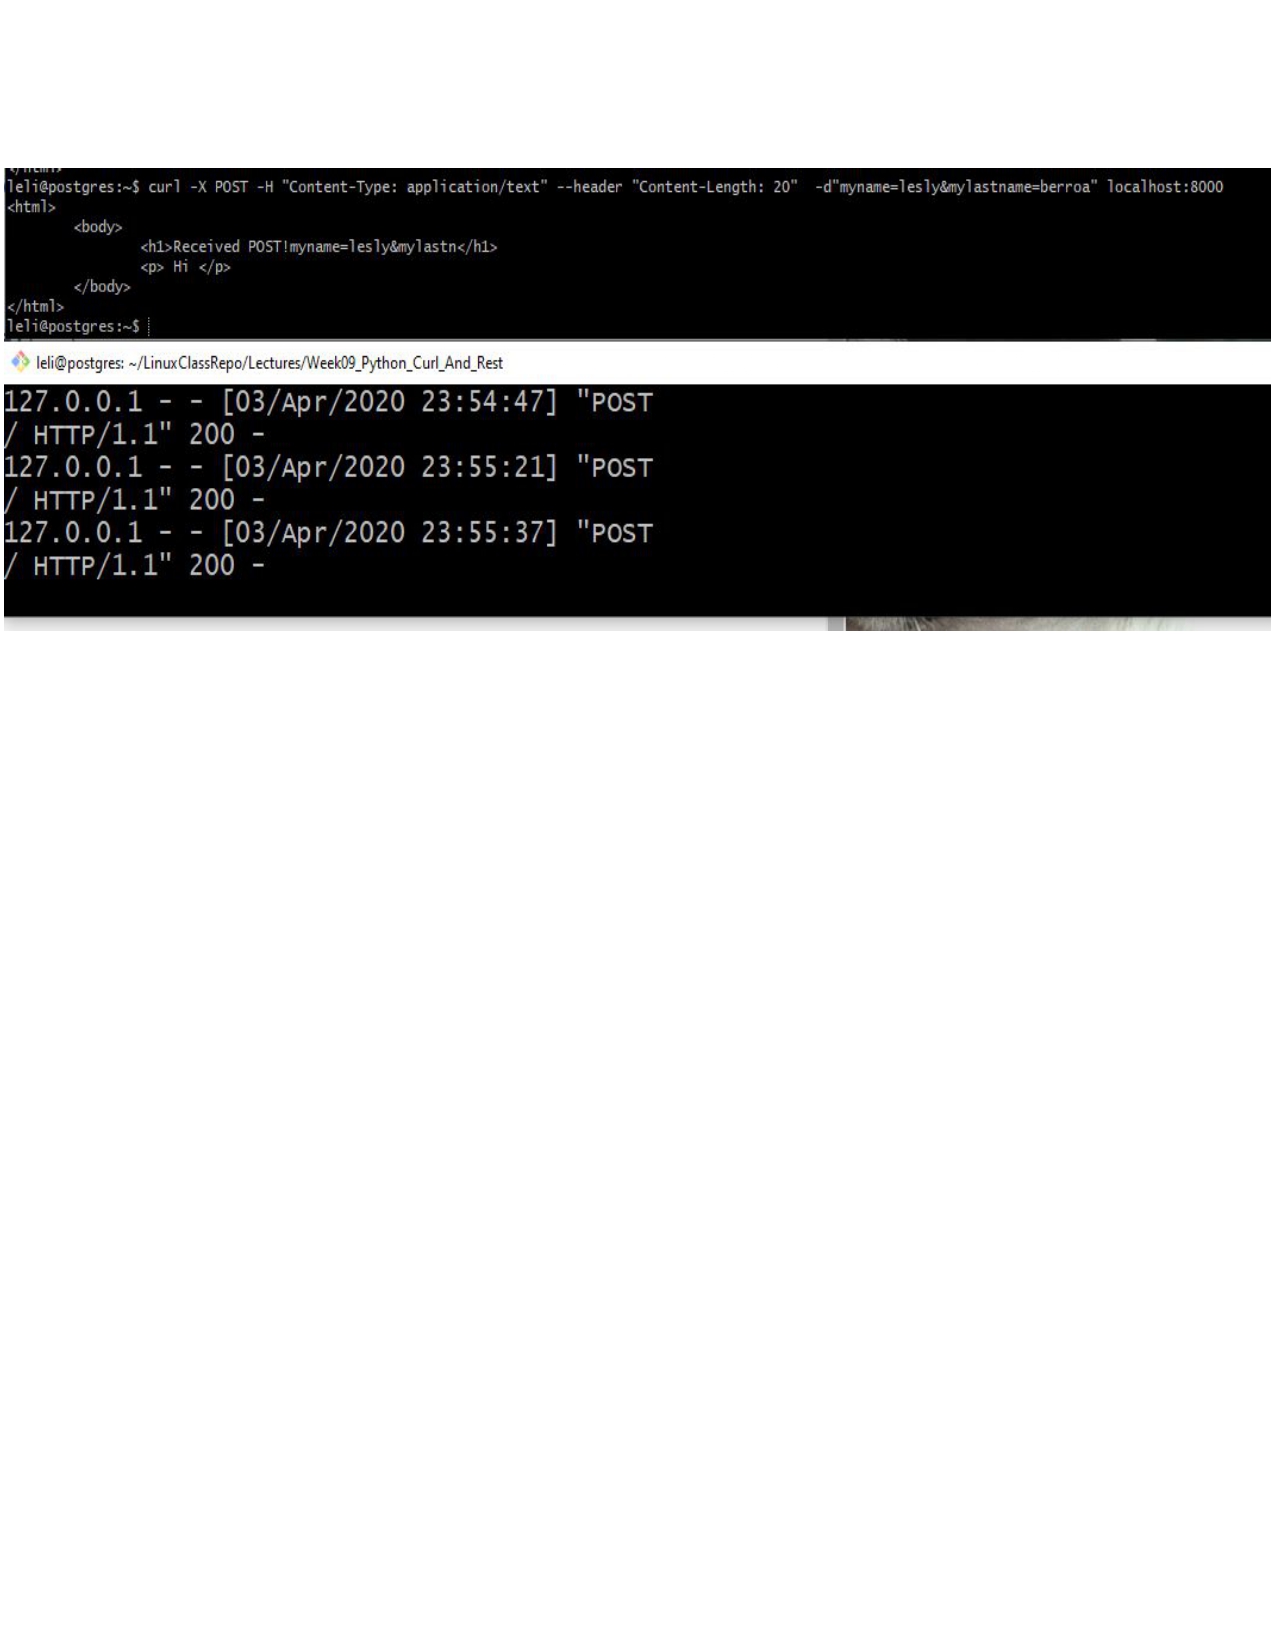 </html>
leli@postgres:~$ curl -X POST -H "Content-Type: application/text" --header "Content-Length: 20"  -d"myname=lesly&mylastname=berroa" localhost:8000
<html>
        <body>
                <h1>Received POST!myname=lesly&mylastn</h1>
                <p> Hi </p>
        </body>
</html>
leli@postgres:~$
leli@postgres: ~/LinuxClassRepo/Lectures/Week09_Python_Curl_And_Rest
127.0.0.1 - - [03/Apr/2020 23:54:47] "POST
/ HTTP/1.1" 200 -
127.0.0.1 - - [03/Apr/2020 23:55:21] "POST
/ HTTP/1.1" 200 -
127.0.0.1 - - [03/Apr/2020 23:55:37] "POST
/ HTTP/1.1" 200 -